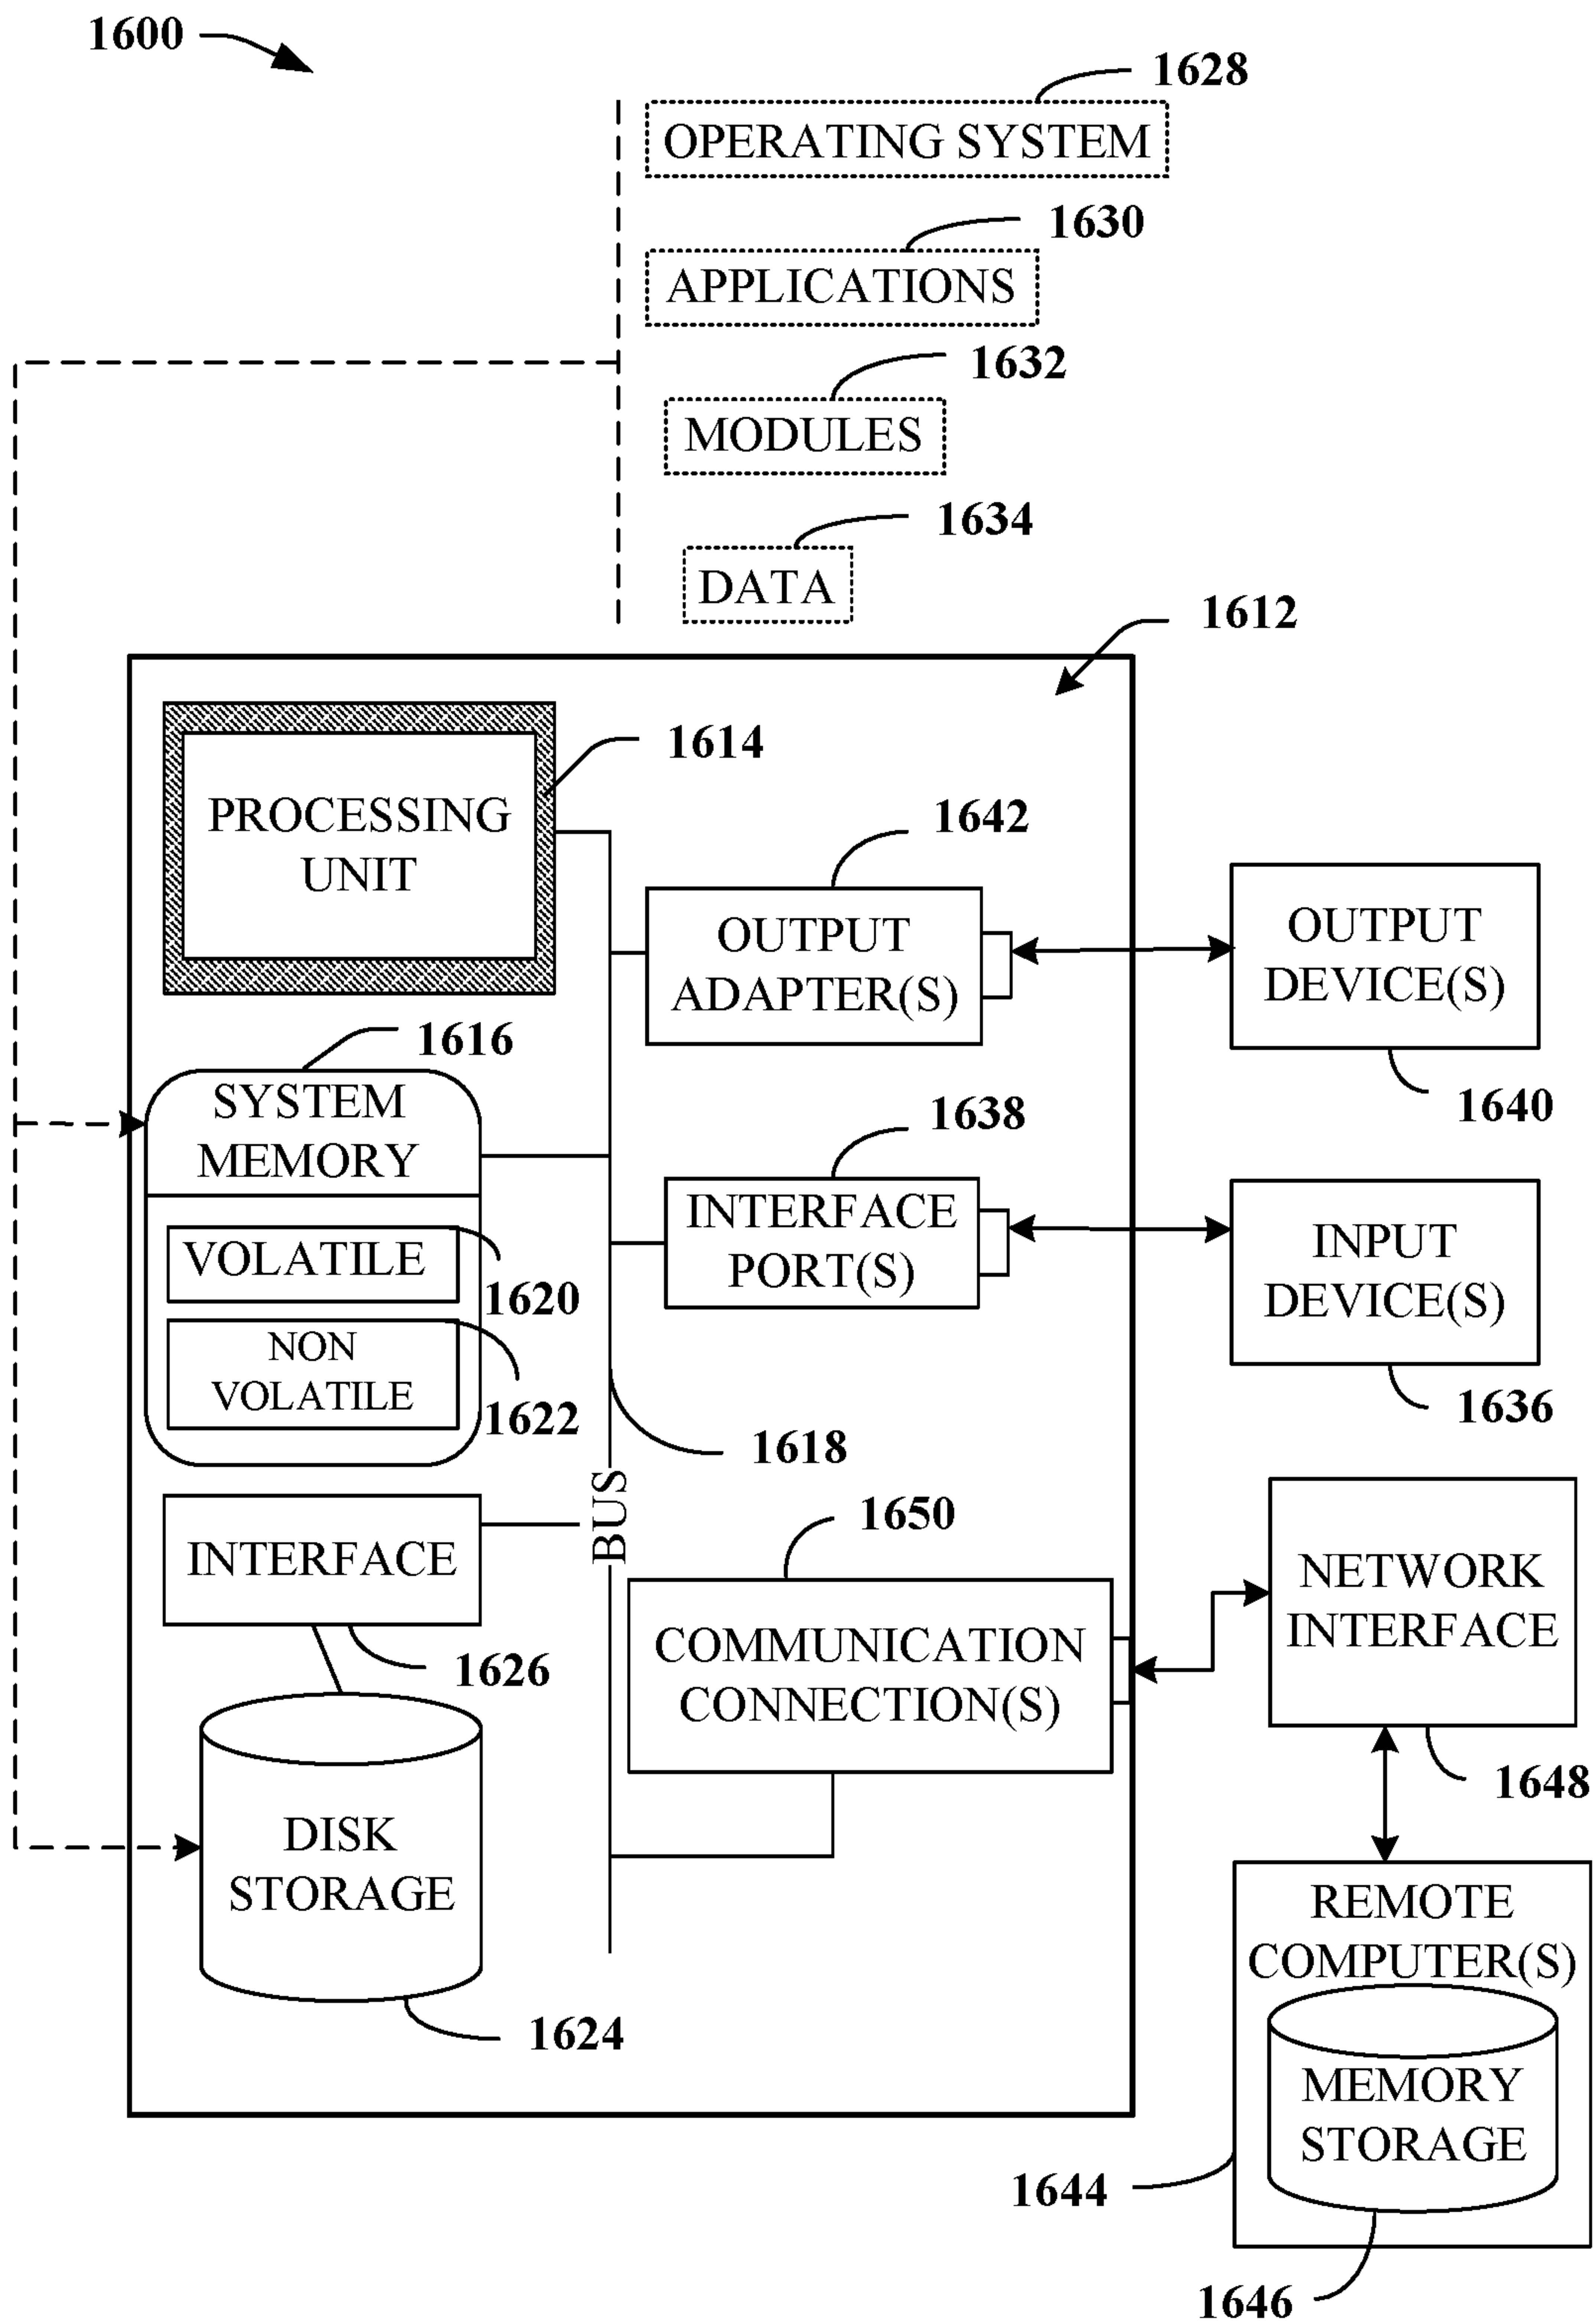 1600
1628
OPERATING SYSTEM
1630
APPLICATIONS
1632
MODULES
1634
DATA
1612
1614
PROCESSING
UNIT
1642
OUTPUT
ADAPTER(S)
OUTPUT
DEVICE(S)
1640
1616
SYSTEM
MEMORY
VOLATILE
1620
NON
VOLATILE
1622
1638
INTERFACE
PORT(S)
INPUT
DEVICE(S)
1636
1618
BUS
INTERFACE
1626
1650
COMMUNICATION
CONNECTION(S)
NETWORK
INTERFACE
1648
DISK
STORAGE
1624
REMOTE
COMPUTER(S)
MEMORY
STORAGE
1644
1646